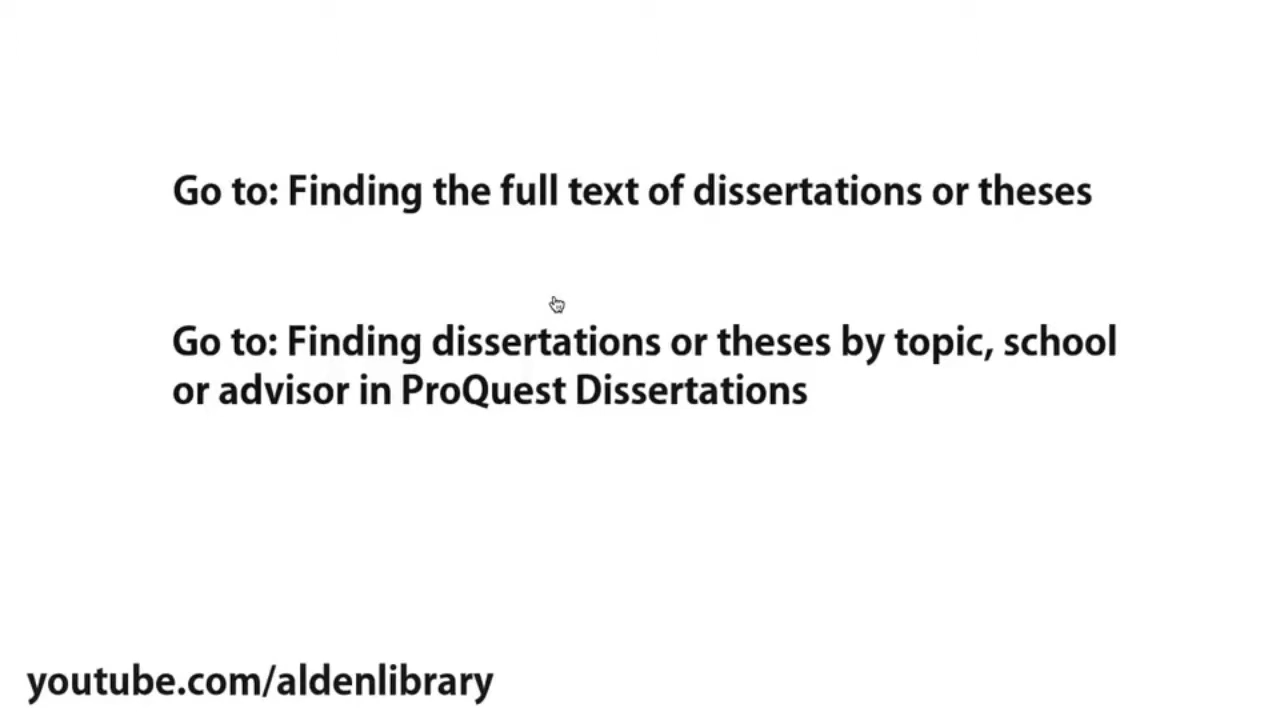 Go to: Finding the full text of dissertations or theses
Go to: Finding dissertations or theses by topic, school
or advisor in ProQuest Dissertations
youtube.com/aldenlibrary